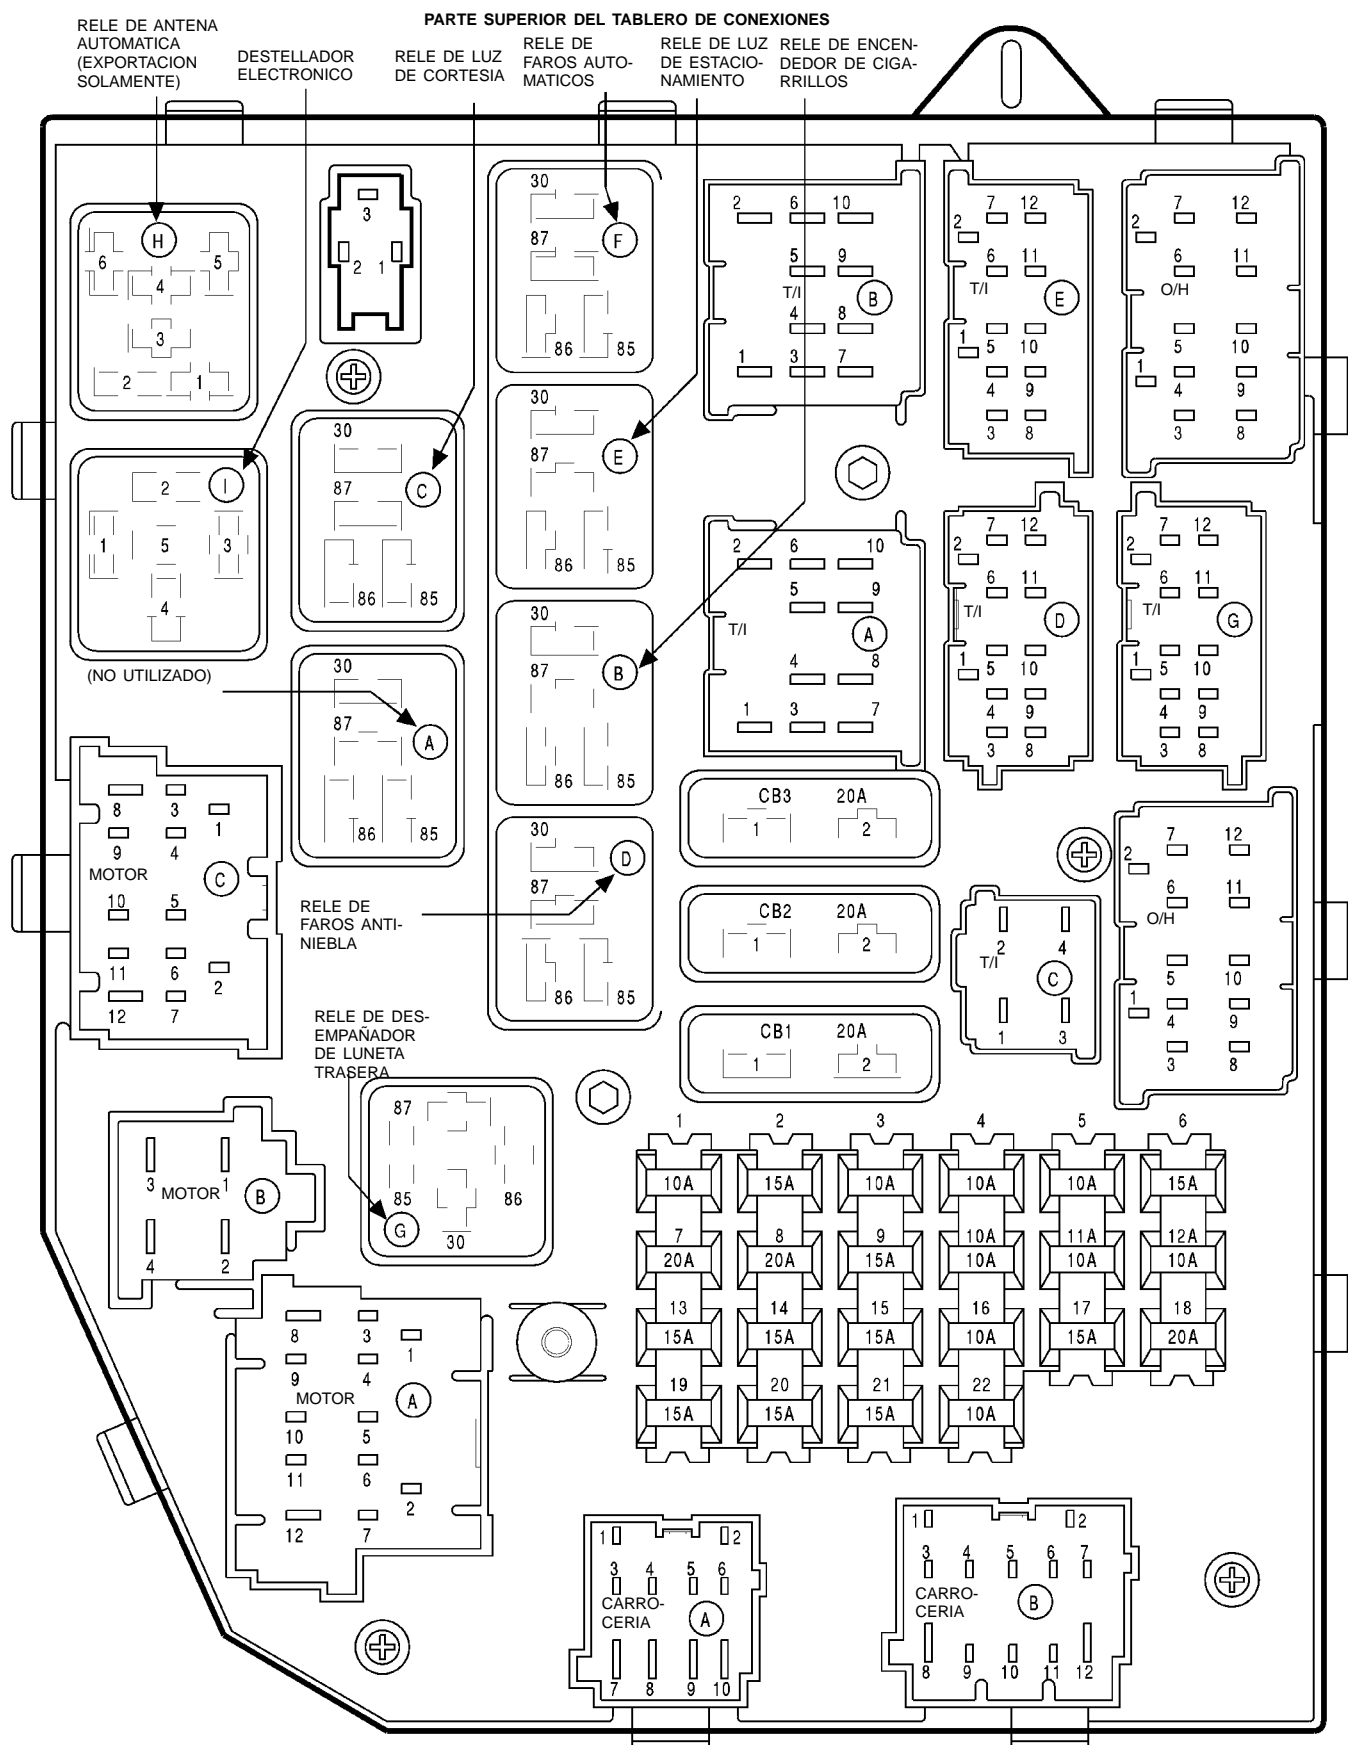 PARTE SUPERIOR DEL TABLERO DE CONEXIONES
RELE DE ANTENA
AUTOMATICA
(EXPORTACION
SOLAMENTE)
DESTELLADOR
ELECTRONICO
RELE DE LUZ
DE CORTESIA
RELE DE
FAROS AUTO-
MATICOS
RELE DE LUZ
DE ESTACIO-
NAMIENTO
RELE DE ENCEN-
DEDOR DE CIGA-
RRILLOS
H
6 5
4
3
2 1
3
2 1
30
87 F
86 85
2 6 10
5 9
T/I B
4 8
1 3 7
7 12
2
6 11
T/I E
1 5 10
4 9
3 8
7 12
2
6 11
O/H
5 10
1 4 9
3 8
2 I
1 5 3
4
30
87 C
86 85
30
87 E
86 85
2 6 10
5 9
T/I A
4 8
1 3 7
7 12
2
6 11
T/I D
1 5 10
4 9
3 8
7 12
2
6 11
T/I G
1 5 10
4 9
3 8
(NO UTILIZADO)
30
87 A
86 85
30
87 B
86 85
8 3 1
9 4
MOTOR C
10 5
11 6 2
12 7
RELE DE
FAROS ANTI-
NIEBLA
30
87 D
86 85
CB3 20A
1 2
CB2 20A
1 2
CB1 20A
1 2
2 4
T/I C
1 3
7 12
2
6 11
O/H
5 10
1 4 9
3 8
RELE DE DES-
EMPAÑADOR
DE LUNETA
TRASERA
87
85 86
G 30
3 1
MOTOR B
4 2
1 2 3 4 5 6
10A 15A 10A 10A 10A 15A
7 8 9 10A 11A 12A
20A 20A 15A 10A 10A 10A
13 14 15 16 17 18
15A 15A 15A 10A 15A 20A
19 20 21 22
15A 15A 15A 10A
8 3 1
9 4
MOTOR A
10 5
11 6
2
12 7
1 2
3 4 5 6
CARRO-
CERIA A
7 8 9 10
1 2
3 4 5 6 7
CARRO-
CERIA B
8 9 10 11 12